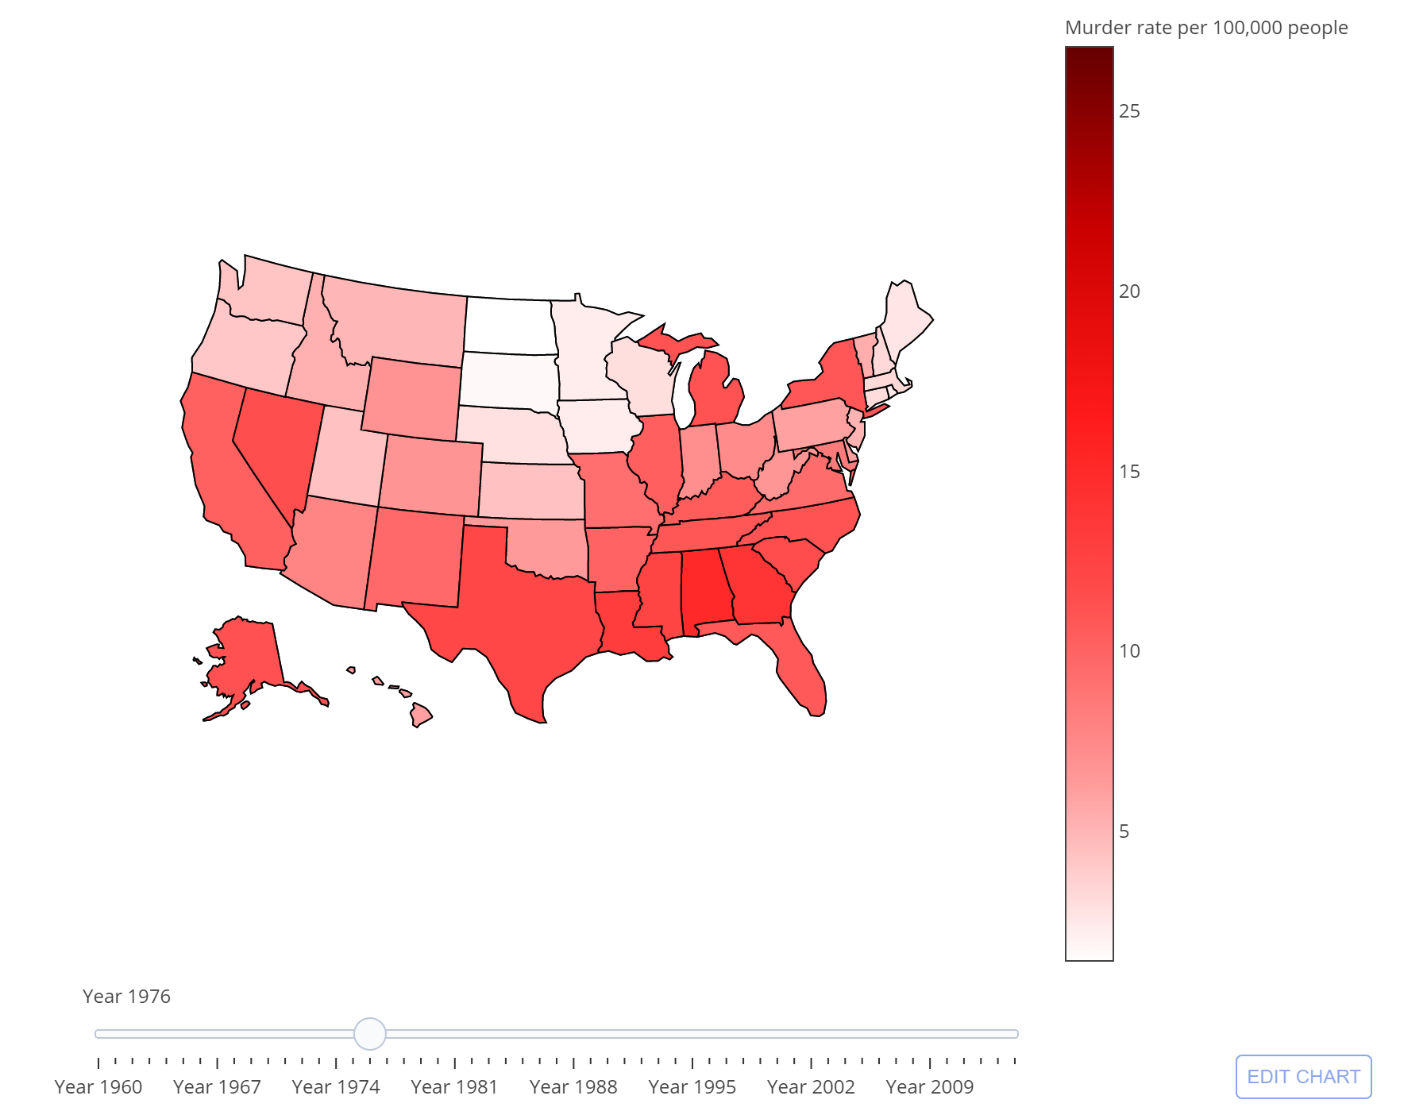 Murder rate per 100,000 people
25
20
15
10
5
Year 1976
Year 1960 Year 1967 Year 1974 Year 1981 Year 1988 Year 1995 Year 2002 Year 2009
EDIT CHART